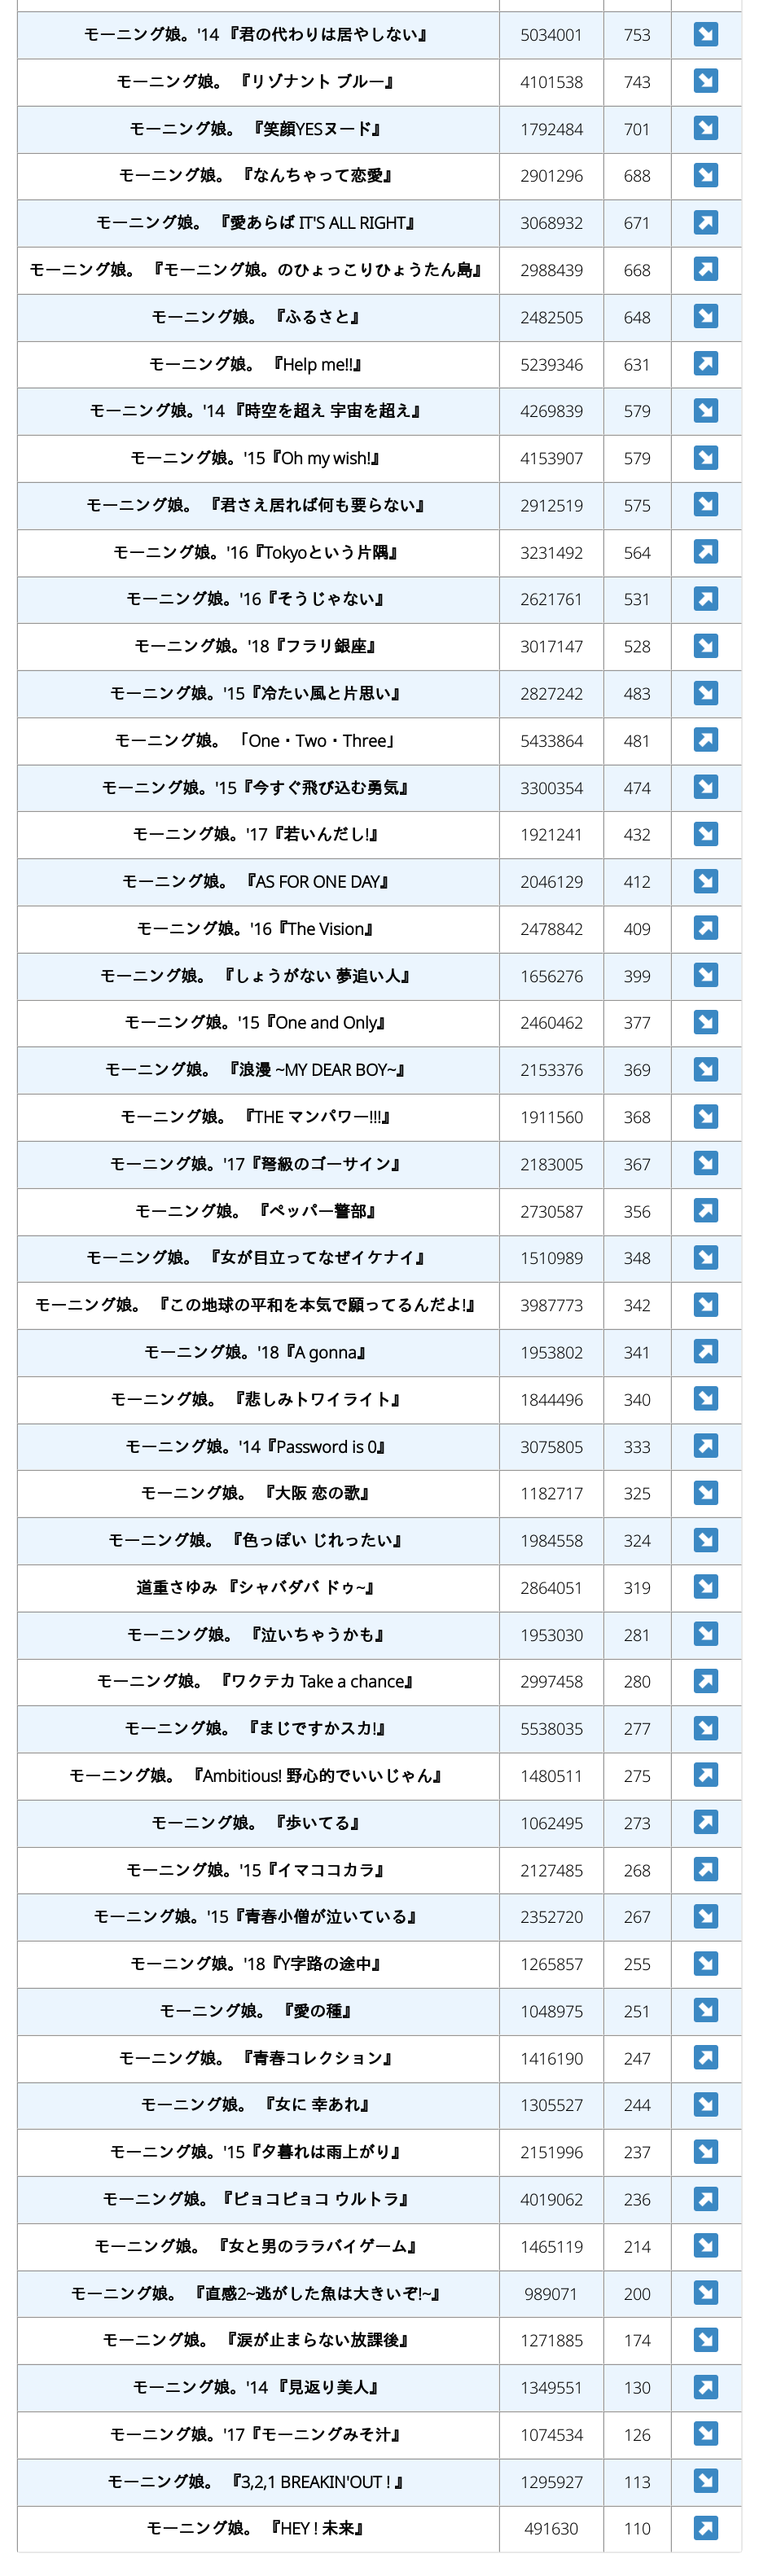 モーニング娘。'14 『君の代わりは居やしない』 5034001 753 ↘
モーニング娘。 『リゾナント ブルー』 4101538 743 ↘
モーニング娘。 『笑顔YESヌード』 1792484 701 ↘
モーニング娘。 『なんちゃって恋愛』 2901296 688 ↘
モーニング娘。 『愛あらば IT'S ALL RIGHT』 3068932 671 ↗
モーニング娘。 『モーニング娘。のひょっこりひょうたん島』 2988439 668 ↗
モーニング娘。 『ふるさと』 2482505 648 ↘
モーニング娘。 『Help me!!』 5239346 631 ↗
モーニング娘。'14 『時空を超え 宇宙を超え』 4269839 579 ↘
モーニング娘。'15『Oh my wish!』 4153907 579 ↘
モーニング娘。 『君さえ居れば何も要らない』 2912519 575 ↘
モーニング娘。'16『Tokyoという片隅』 3231492 564 ↗
モーニング娘。'16『そうじゃない』 2621761 531 ↗
モーニング娘。'18『フラリ銀座』 3017147 528 ↘
モーニング娘。'15『冷たい風と片思い』 2827242 483 ↘
モーニング娘。 「One・Two・Three」 5433864 481 ↗
モーニング娘。'15『今すぐ飛び込む勇気』 3300354 474 ↘
モーニング娘。'17『若いんだし!』 1921241 432 ↘
モーニング娘。 『AS FOR ONE DAY』 2046129 412 ↘
モーニング娘。'16『The Vision』 2478842 409 ↗
モーニング娘。 『しょうがない 夢追い人』 1656276 399 ↘
モーニング娘。'15『One and Only』 2460462 377 ↘
モーニング娘。 『浪漫 ~MY DEAR BOY~』 2153376 369 ↘
モーニング娘。 『THE マンパワー!!!』 1911560 368 ↘
モーニング娘。'17『弩級のゴーサイン』 2183005 367 ↘
モーニング娘。 『ペッパー警部』 2730587 356 ↗
モーニング娘。 『女が目立ってなぜイケナイ』 1510989 348 ↘
モーニング娘。 『この地球の平和を本気で願ってるんだよ!』 3987773 342 ↘
モーニング娘。'18『A gonna』 1953802 341 ↗
モーニング娘。 『悲しみトワイライト』 1844496 340 ↘
モーニング娘。'14『Password is 0』 3075805 333 ↗
モーニング娘。 『大阪 恋の歌』 1182717 325 ↘
モーニング娘。 『色っぽい じれったい』 1984558 324 ↘
道重さゆみ 『シャバダバ ドゥ~』 2864051 319 ↘
モーニング娘。 『泣いちゃうかも』 1953030 281 ↘
モーニング娘。 『ワクテカ Take a chance』 2997458 280 ↗
モーニング娘。 『まじですかスカ!』 5538035 277 ↘
モーニング娘。 『Ambitious! 野心的でいいじゃん』 1480511 275 ↗
モーニング娘。 『歩いてる』 1062495 273 ↗
モーニング娘。'15『イマココカラ』 2127485 268 ↗
モーニング娘。'15『青春小僧が泣いている』 2352720 267 ↘
モーニング娘。'18『Y字路の途中』 1265857 255 ↘
モーニング娘。 『愛の種』 1048975 251 ↘
モーニング娘。 『青春コレクション』 1416190 247 ↗
モーニング娘。 『女に 幸あれ』 1305527 244 ↘
モーニング娘。'15『夕暮れは雨上がり』 2151996 237 ↘
モーニング娘。『ピョコピョコ ウルトラ』 4019062 236 ↗
モーニング娘。 『女と男のララバイゲーム』 1465119 214 ↘
モーニング娘。 『直感2~逃がした魚は大きいぞ!~』 989071 200 ↘
モーニング娘。 『涙が止まらない放課後』 1271885 174 ↘
モーニング娘。'14 『見返り美人』 1349551 130 ↗
モーニング娘。'17『モーニングみそ汁』 1074534 126 ↘
モーニング娘。 『3,2,1 BREAKIN'OUT ! 』 1295927 113 ↘
モーニング娘。 『HEY ! 未来』 491630 110 ↗